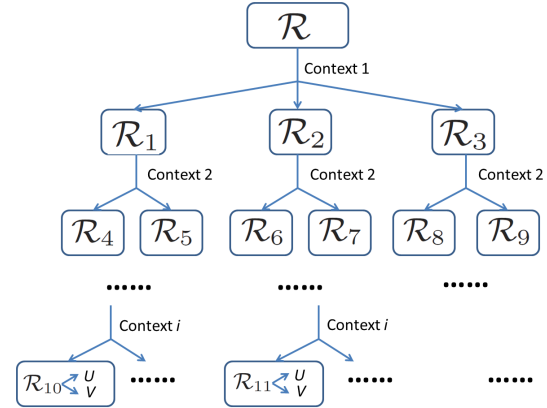 R
Context 1
R1 R2 R3
Context 2 Context 2 Context 2
R4 R5 R6 R7 R8 R9
...... ...... ......
Context i Context i
R10 U V ...... R11 U V ...... ......